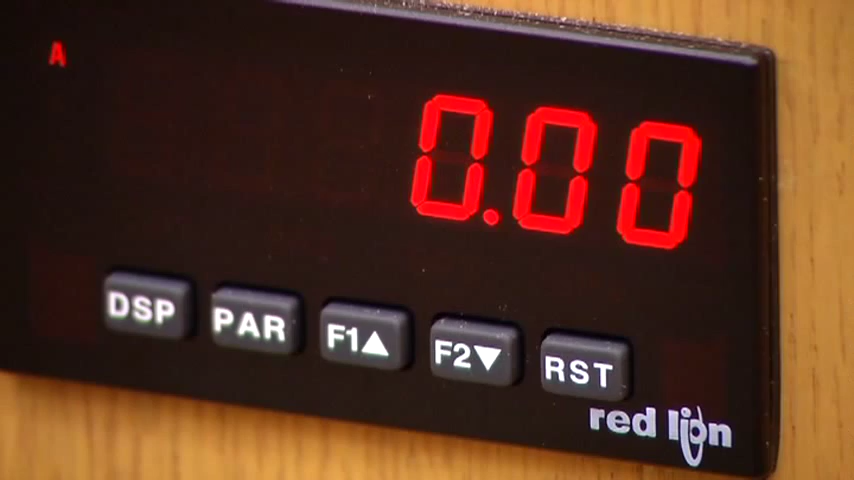 A
0.00
DSP PAR F1▲ F2▼ RST
red lion